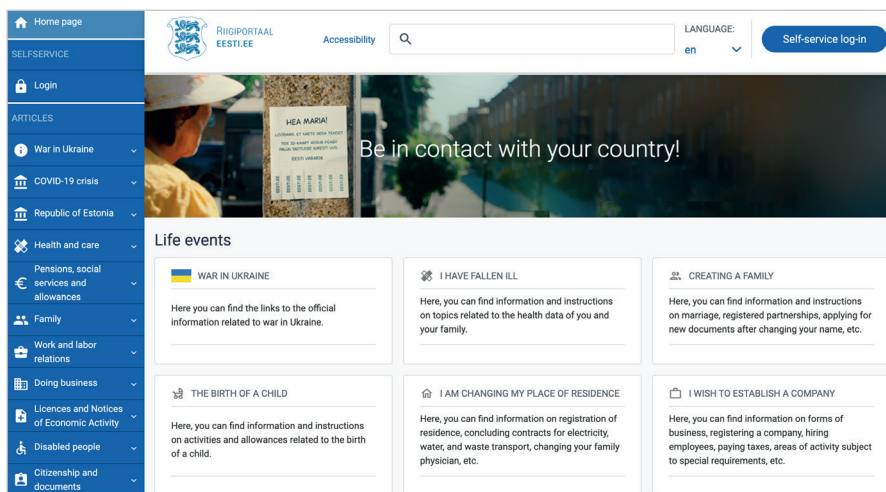 Home page
SELFSERVICE
Login
ARTICLES
War in Ukraine
COVID-19 crisis
Republic of Estonia
Health and care
Pensions, social
services and
allowances
Family
Work and labor
relations
Doing business
Licences and Notices
of Economic Activity
Disabled people
Citizenship and
documents
RIIGIPORTAAL
EESTI.EE
Accessibility
LANGUAGE:
en
Self-service log-in
HEA MARIA!
EESTI.EE EESTI.EE EESTI.EE EESTI.EE EESTI.EE EESTI.EE
Be in contact with your country!
Life events
WAR IN UKRAINE
Here you can find the links to the official
information related to war in Ukraine.
I HAVE FALLEN ILL
Here, you can find information and instructions
on topics related to the health data of you and
your family.
CREATING A FAMILY
Here, you can find information and instructions
on marriage, registered partnerships, applying for
new documents after changing your name, etc.
THE BIRTH OF A CHILD
Here, you can find information and instructions
on activities and allowances related to the birth
of a child.
I AM CHANGING MY PLACE OF RESIDENCE
Here, you can find information on registration of
residence, concluding contracts for electricity,
water, and waste transport, changing your family
physician, etc.
I WISH TO ESTABLISH A COMPANY
Here, you can find information on forms of
business, registering a company, hiring
employees, paying taxes, areas of activity subject
to special requirements, etc.